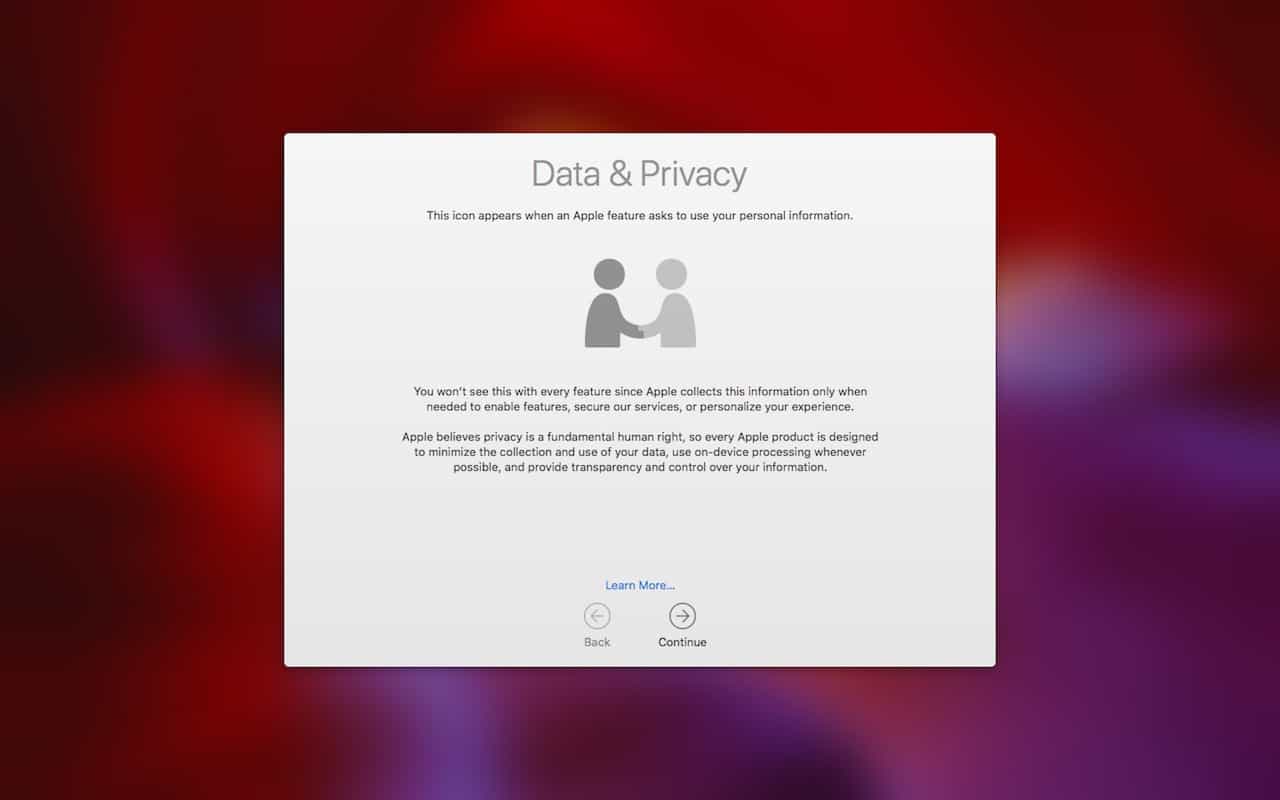 Data & Privacy
This icon appears when an Apple feature asks to use your personal information.
You won't see this with every feature since Apple collects this information only when
needed to enable features, secure our services, or personalize your experience.
Apple believes privacy is a fundamental human right, so every Apple product is designed
to minimize the collection and use of your data, use on-device processing whenever
possible, and provide transparency and control over your information.
Learn More...
Back
Continue